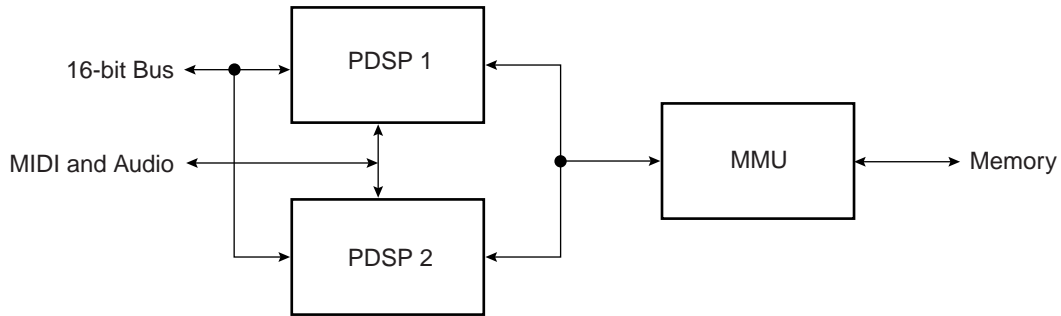 PDSP 1
16-bit Bus
MIDI and Audio
MMU
Memory
PDSP 2